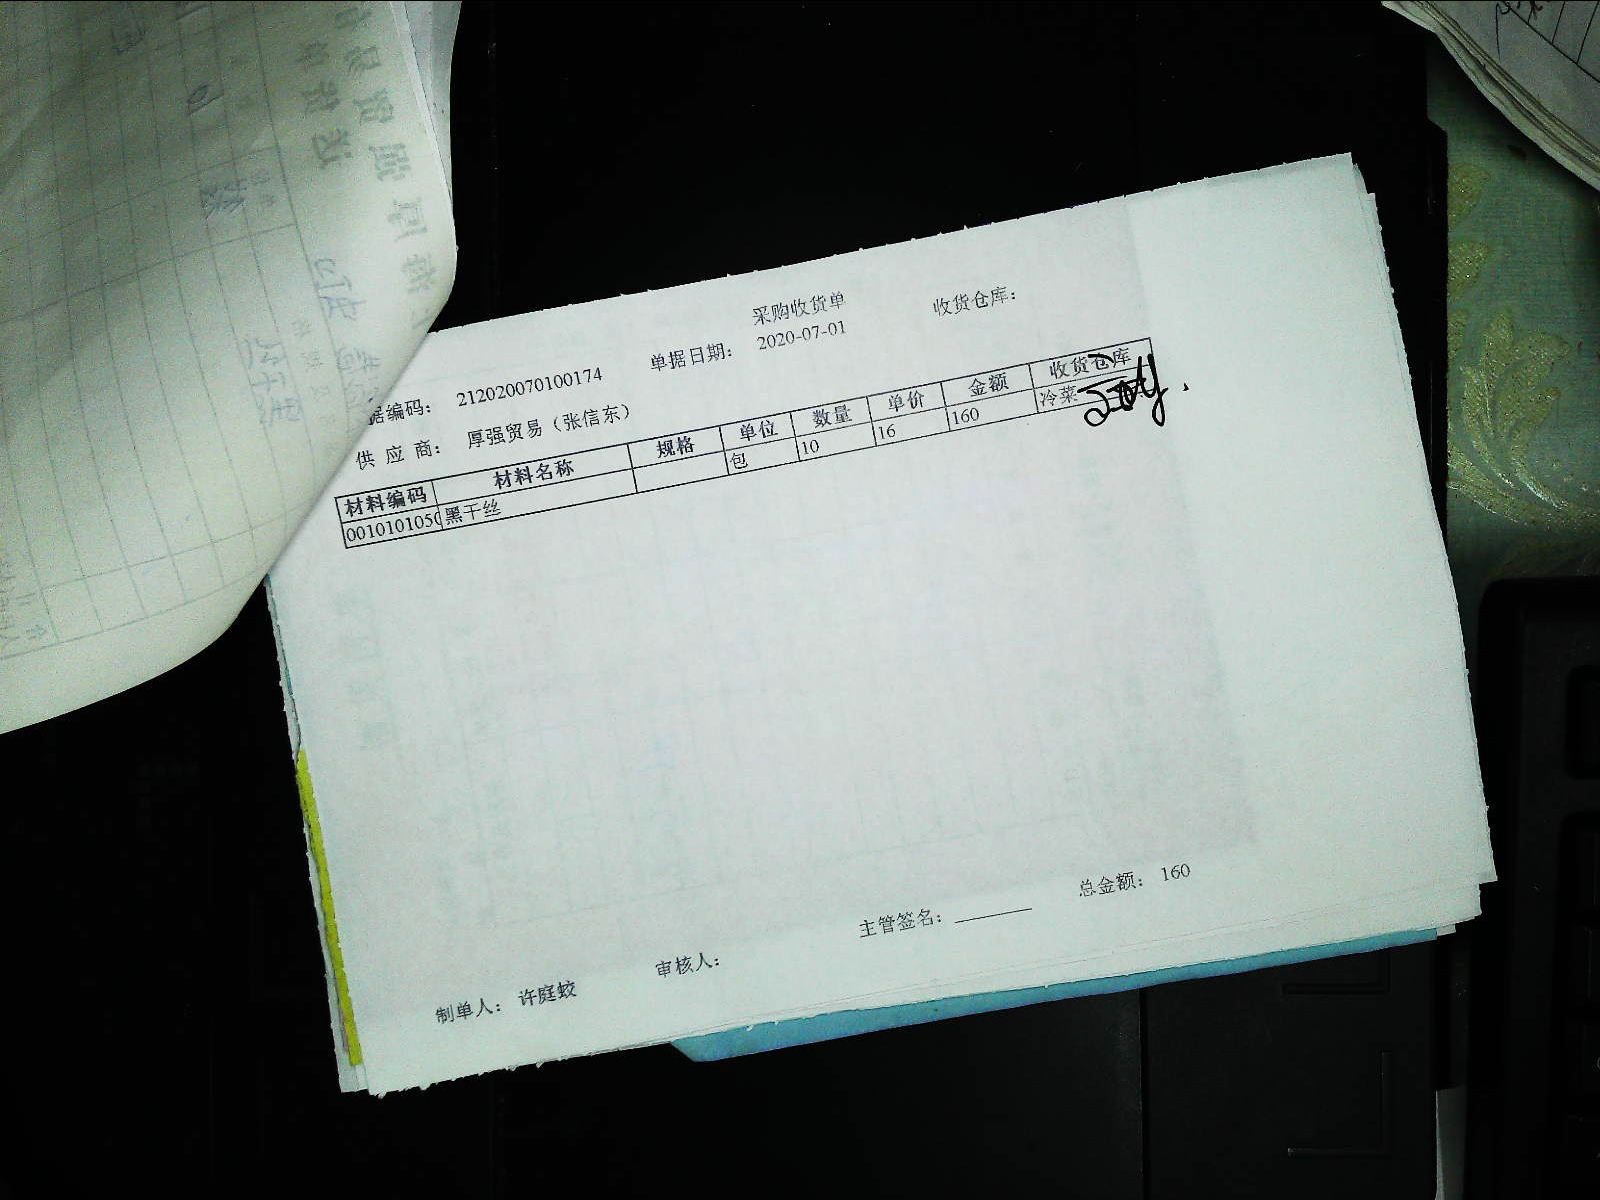 采购收货单
收货仓库：
据编码： 212020070100174 单据日期： 2020-07-01
供应商： 厚强贸易（张信东）
材料编码 材料名称 规格 单位 数量 单价 金额 收货仓库
001010105 黑干丝 包 10 16 160 冷菜
总金额： 160
主管签名：
审核人：
制单人： 许庭蛟